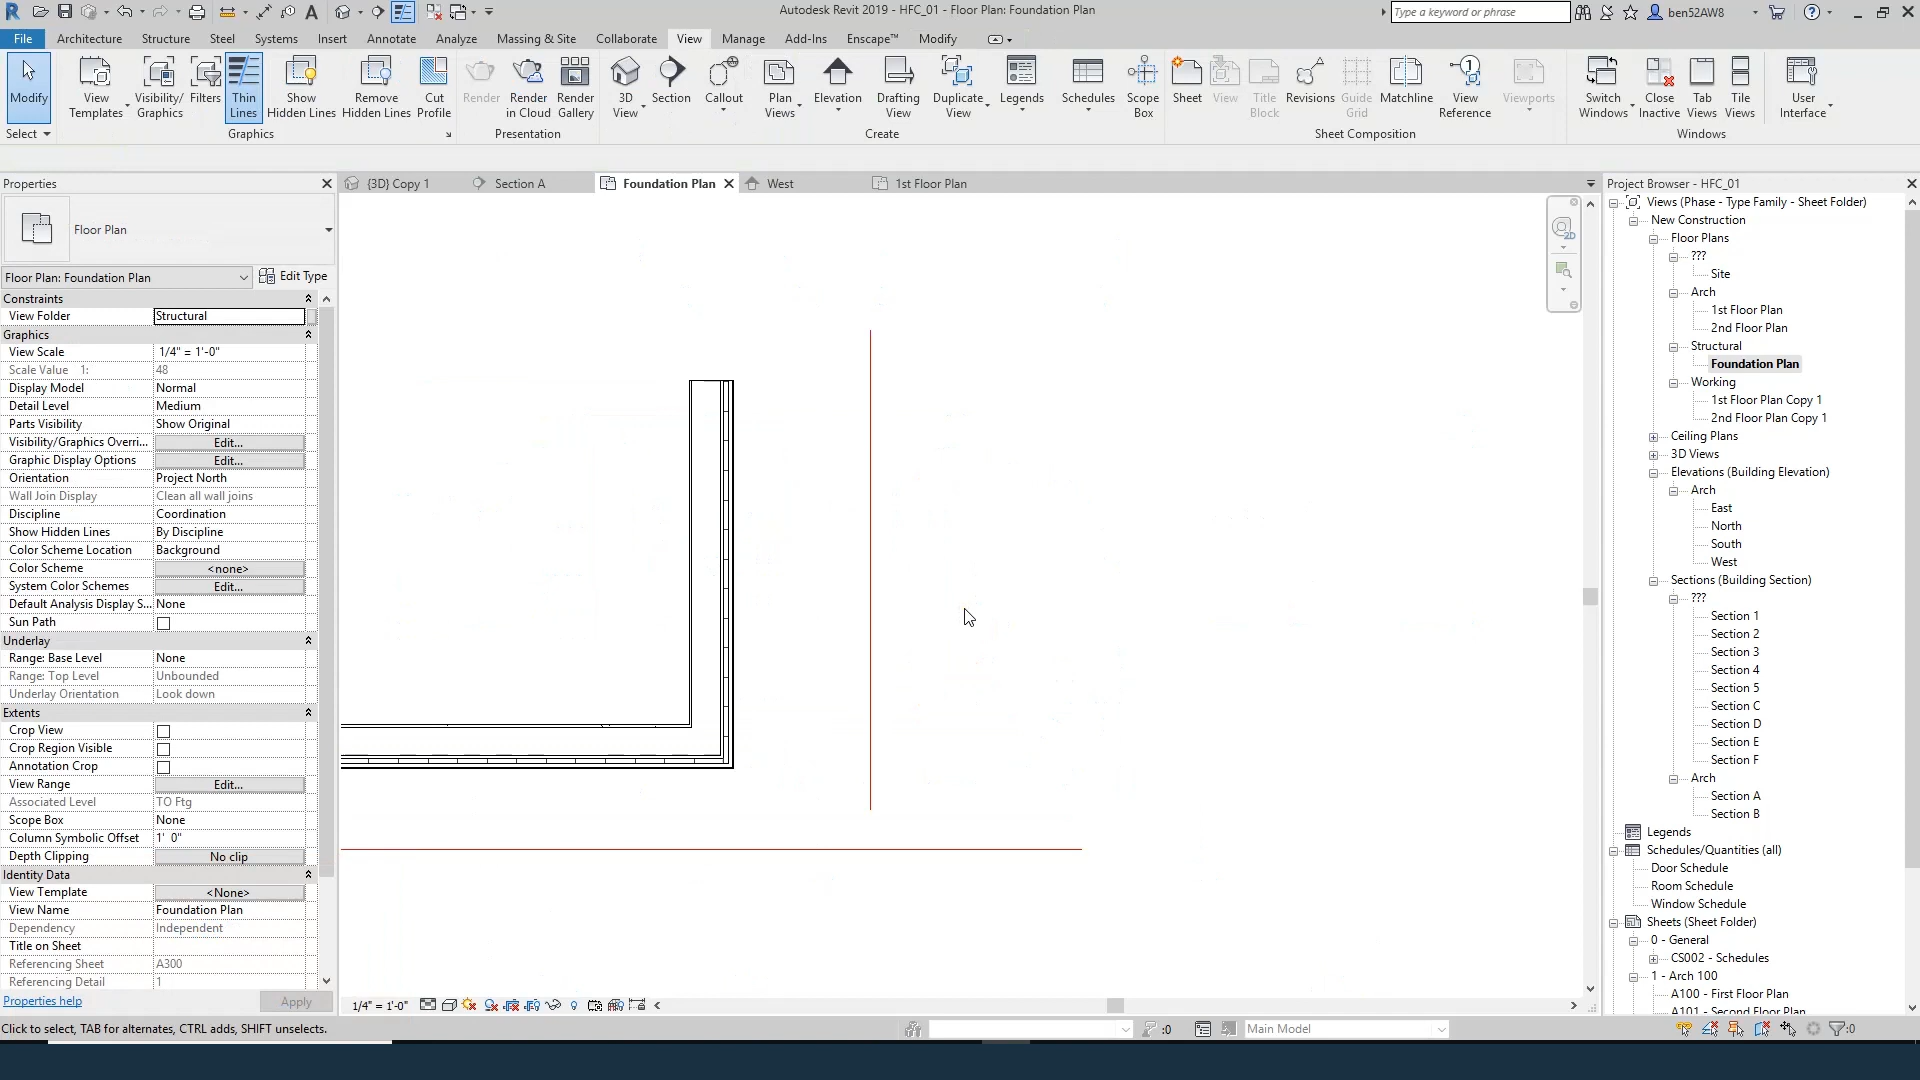 Autodesk Revit 2019 - HFC_01 - Floor Plan: Foundation Plan
Type a keyword or phrase
ben52AW8
File Architecture Structure Steel Systems Insert Annotate Analyze Massing & Site Collaborate View Manage Add-Ins Enscape™ Modify
Modify
View Templates
Visibility/ Graphics
Filters
Thin Lines
Show Hidden Lines
Remove Hidden Lines
Cut Profile
Render
Render in Cloud
Render Gallery
3D View
Section
Callout
Plan Views
Elevation
Drafting View
Duplicate View
Legends
Schedules
Scope Box
Sheet
View
Title Block
Revisions
Guide Grid
Matchline
View Reference
Viewports
Switch Windows
Close Inactive
Tab Views
Tile Views
User Interface
Select Graphics Presentation Create Sheet Composition Windows
Properties
{3D} Copy 1
Section A
Foundation Plan
West
1st Floor Plan
Project Browser - HFC_01
Floor Plan
Floor Plan: Foundation Plan
Edit Type
Constraints
View Folder Structural
Graphics
View Scale 1/4" = 1'-0"
Scale Value 1: 48
Display Model Normal
Detail Level Medium
Parts Visibility Show Original
Visibility/Graphics Overri... Edit...
Graphic Display Options Edit...
Orientation Project North
Wall Join Display Clean all wall joins
Discipline Coordination
Show Hidden Lines By Discipline
Color Scheme Location Background
Color Scheme <none>
System Color Schemes Edit...
Default Analysis Display S... None
Sun Path
Underlay
Range: Base Level None
Range: Top Level Unbounded
Underlay Orientation Look down
Extents
Crop View
Crop Region Visible
Annotation Crop
View Range Edit...
Associated Level TO Ftg
Scope Box None
Column Symbolic Offset 1' 0"
Depth Clipping No clip
Identity Data
View Template <None>
View Name Foundation Plan
Dependency Independent
Title on Sheet
Referencing Sheet A300
Referencing Detail 1
Properties help
Apply
2D
Views (Phase - Type Family - Sheet Folder)
New Construction
Floor Plans
???
Site
Arch
1st Floor Plan
2nd Floor Plan
Structural
Foundation Plan
Working
1st Floor Plan Copy 1
2nd Floor Plan Copy 1
Ceiling Plans
3D Views
Elevations (Building Elevation)
Arch
East
North
South
West
Sections (Building Section)
???
Section 1
Section 2
Section 3
Section 4
Section 5
Section C
Section D
Section E
Section F
Arch
Section A
Section B
Legends
Schedules/Quantities (all)
Door Schedule
Room Schedule
Window Schedule
Sheets (Sheet Folder)
0 - General
CS002 - Schedules
1 - Arch 100
A100 - First Floor Plan
A101 - Second Floor Plan
1/4" = 1'-0"
Click to select, TAB for alternates, CTRL adds, SHIFT unselects.
:0
Main Model
:0